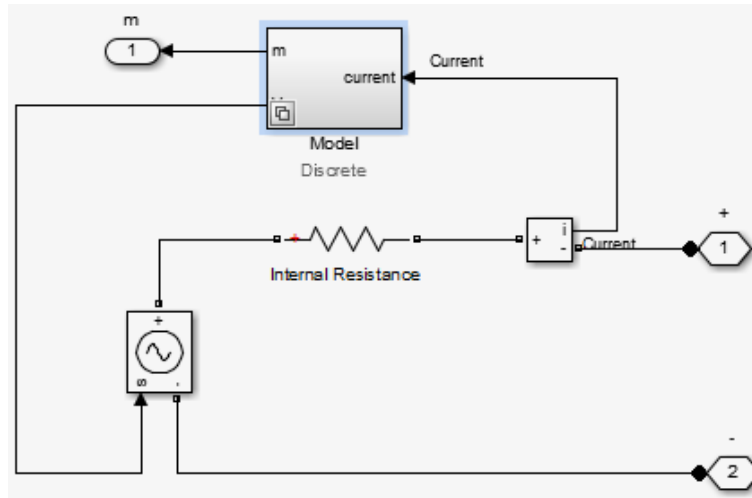 m
1
m
current
Current
Model
Discrete
+
i
+
-
Current
1
Internal Resistance
+
s
-
-
2